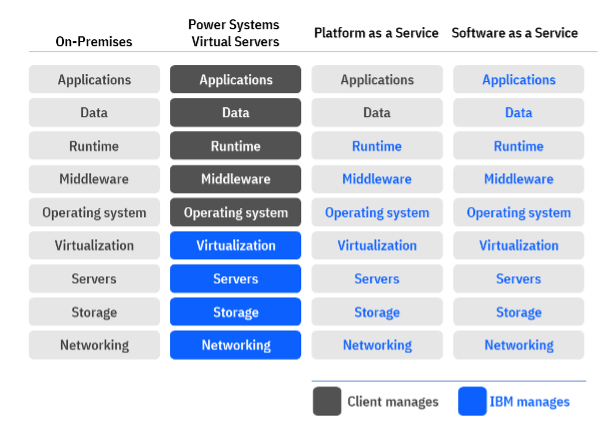 On-Premises
Power Systems
Virtual Servers
Platform as a Service
Software as a Service
Applications
Applications
Applications
Applications
Data
Data
Data
Data
Runtime
Runtime
Runtime
Runtime
Middleware
Middleware
Middleware
Middleware
Operating system
Operating system
Operating system
Operating system
Virtualization
Virtualization
Virtualization
Virtualization
Servers
Servers
Servers
Servers
Storage
Storage
Storage
Storage
Networking
Networking
Networking
Networking
Client manages
IBM manages